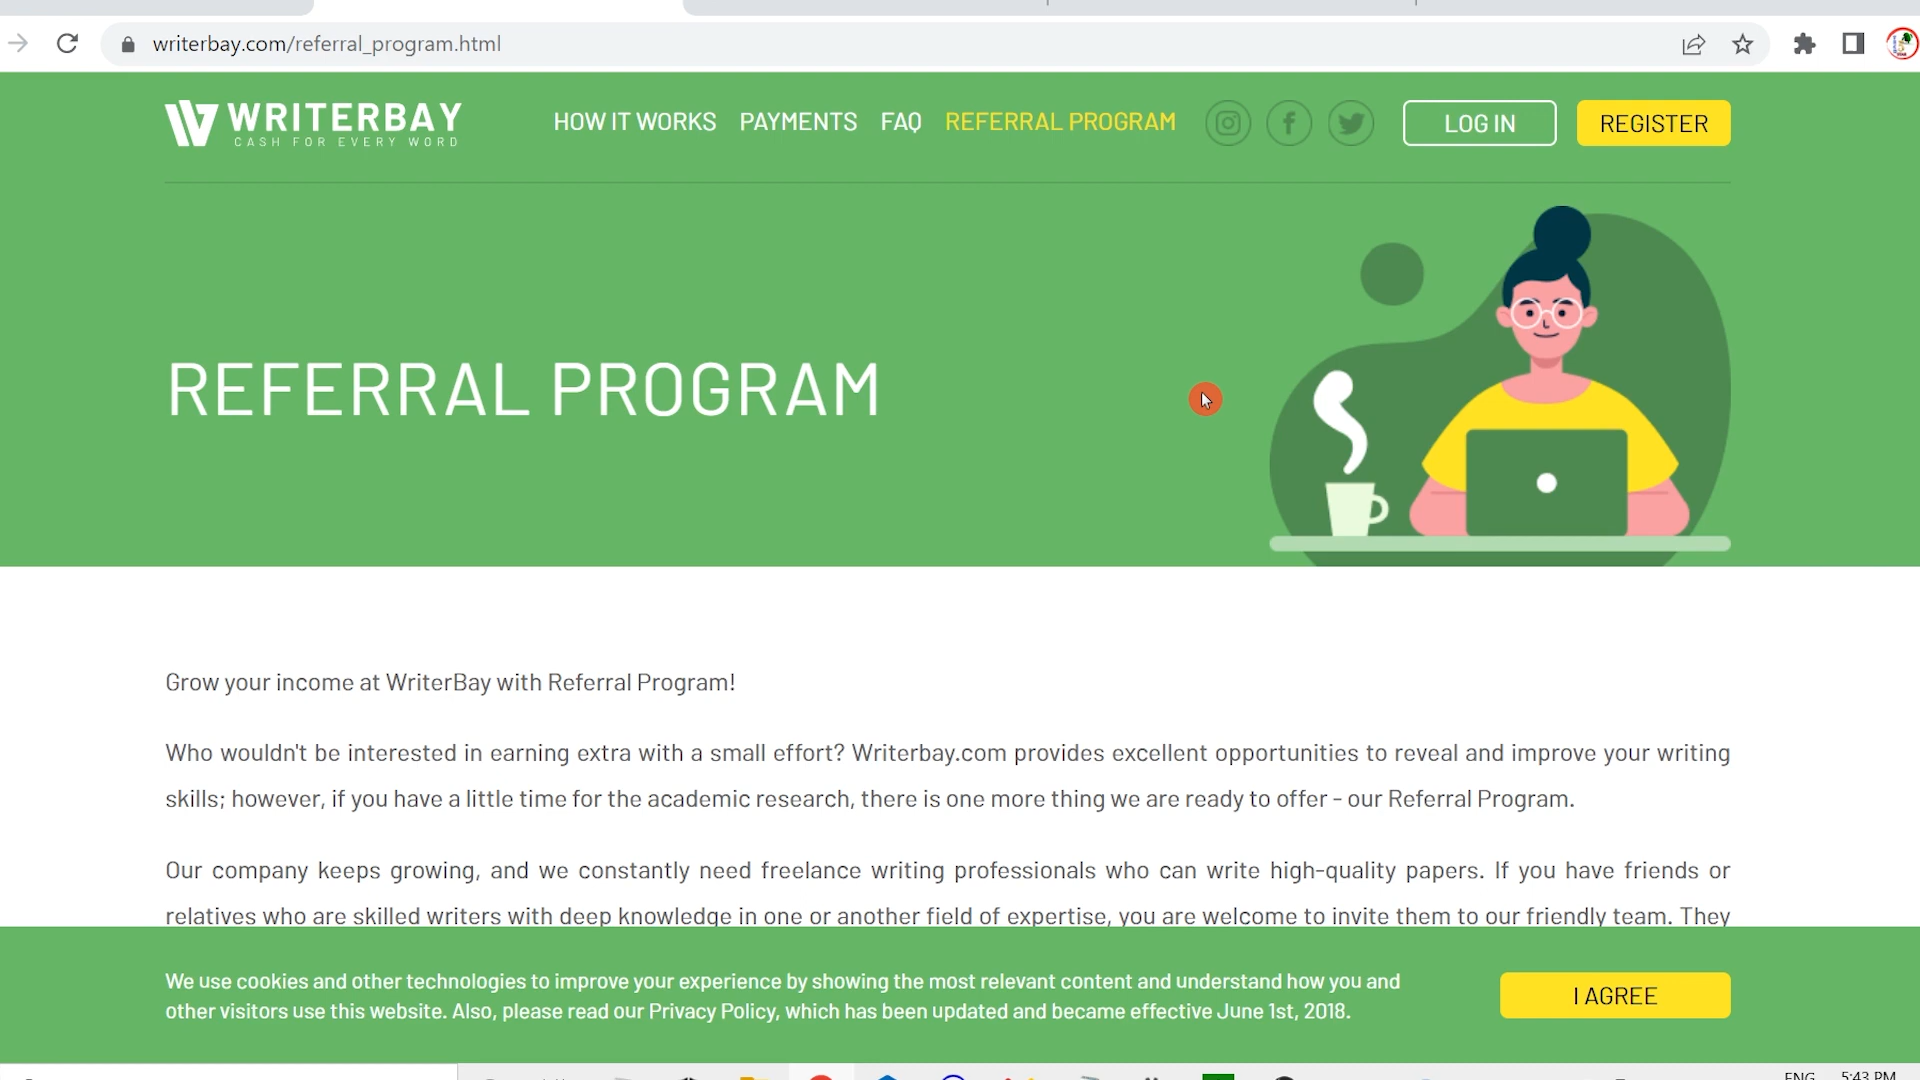 writerbay.com/referral_program.html
WRITERBAY
CASH FOR EVERY WORD
HOW IT WORKS PAYMENTS FAQ REFERRAL PROGRAM LOG IN REGISTER
REFERRAL PROGRAM
Grow your income at WriterBay with Referral Program!
Who wouldn't be interested in earning extra with a small effort? Writerbay.com provides excellent opportunities to reveal and improve your writing
skills; however, if you have a little time for the academic research, there is one more thing we are ready to offer - our Referral Program.
Our company keeps growing, and we constantly need freelance writing professionals who can write high-quality papers. If you have friends or
relatives who are skilled writers with deep knowledge in one or another field of expertise, you are welcome to invite them to our friendly team. They
We use cookies and other technologies to improve your experience by showing the most relevant content and understand how you and
other visitors use this website. Also, please read our Privacy Policy, which has been updated and became effective June 1st, 2018.
I AGREE
ENG 5:43 PM